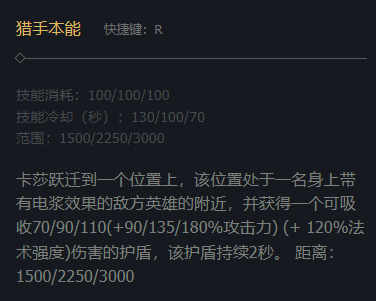 猎手本能 快捷键：R
技能消耗：100/100/100
技能冷却（秒）：130/100/70
范围：1500/2250/3000
卡莎跃迁到一个位置上，该位置处于一名身上带
有电浆效果的敌方英雄的附近，并获得一个可吸
收70/90/110(+90/135/180%攻击力) (+ 120%法
术强度)伤害的护盾，该护盾持续2秒。 距离：
1500/2250/3000